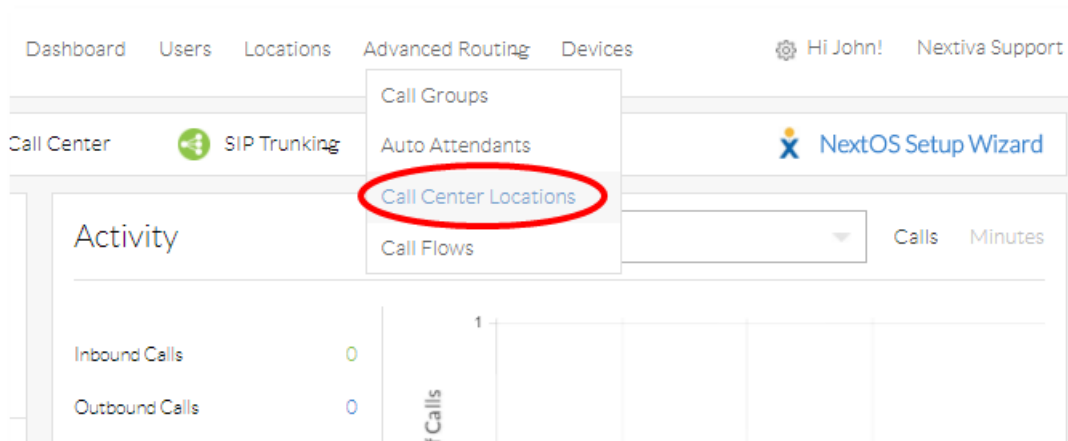 Dashboard Users Locations Advanced Routing Devices Hi John! Nextiva Support
Call Groups
Call Center SIP Trunking Auto Attendants NextOS Setup Wizard
Call Center Locations
Activity Calls Minutes
Call Flows
1
Inbound Calls 0
Outbound Calls 0
Calls